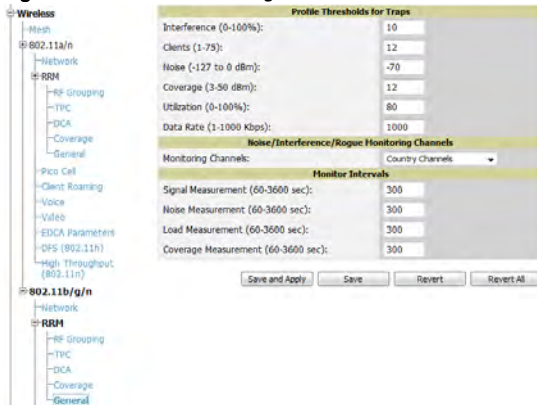 Wireless
Mesh
802.11a/n
Network
RRM
RF Grouping
TPC
DCA
Coverage
General
Pico Cell
Client Roaming
Voice
Video
EDCA Parameters
DFS (802.11h)
High Throughput
(802.11n)
802.11b/g/n
Network
RRM
RF Grouping
TPC
DCA
Coverage
General
Profile Thresholds for Traps
Interference (0-100%): 10
Clients (1-75): 12
Noise (-127 to 0 dBm): -70
Coverage (3-50 dBm): 12
Utilization (0-100%): 80
Data Rate (1-1000 Kbps): 1000
Noise/Interference/Rogue Monitoring Channels
Monitoring Channels: Country Channels
Monitor Intervals
Signal Measurement (60-3600 sec): 300
Noise Measurement (60-3600 sec): 300
Load Measurement (60-3600 sec): 300
Coverage Measurement (60-3600 sec): 300
Save and Apply Save Revert Revert All